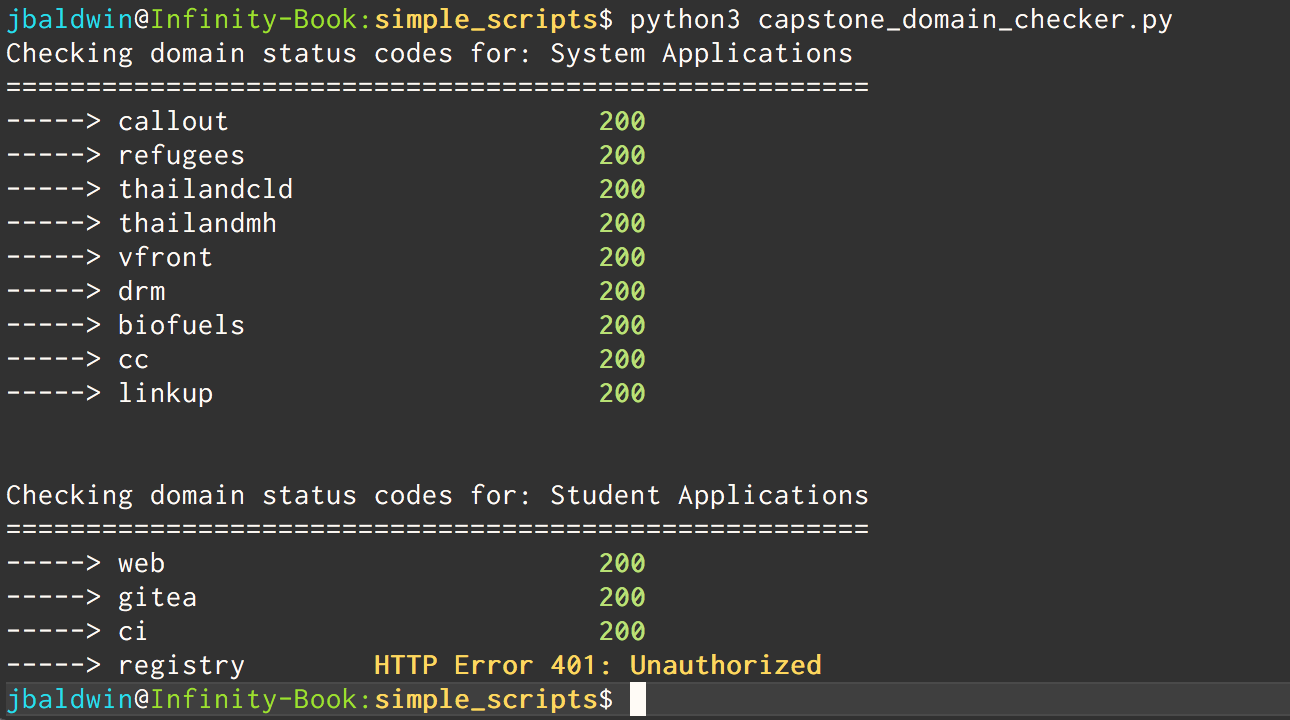 jbaldwin@Infinity-Book:simple_scripts$ python3 capstone_domain_checker.py
Checking domain status codes for: System Applications
======================================================
-----> callout                              200
-----> refugees                             200
-----> thailandcld                          200
-----> thailandmh                           200
-----> vfront                               200
-----> drm                                  200
-----> biofuels                             200
-----> cc                                   200
-----> linkup                               200
Checking domain status codes for: Student Applications
======================================================
-----> web                                  200
-----> gitea                                200
-----> ci                                   200
-----> registry        HTTP Error 401: Unauthorized
jbaldwin@Infinity-Book:simple_scripts$